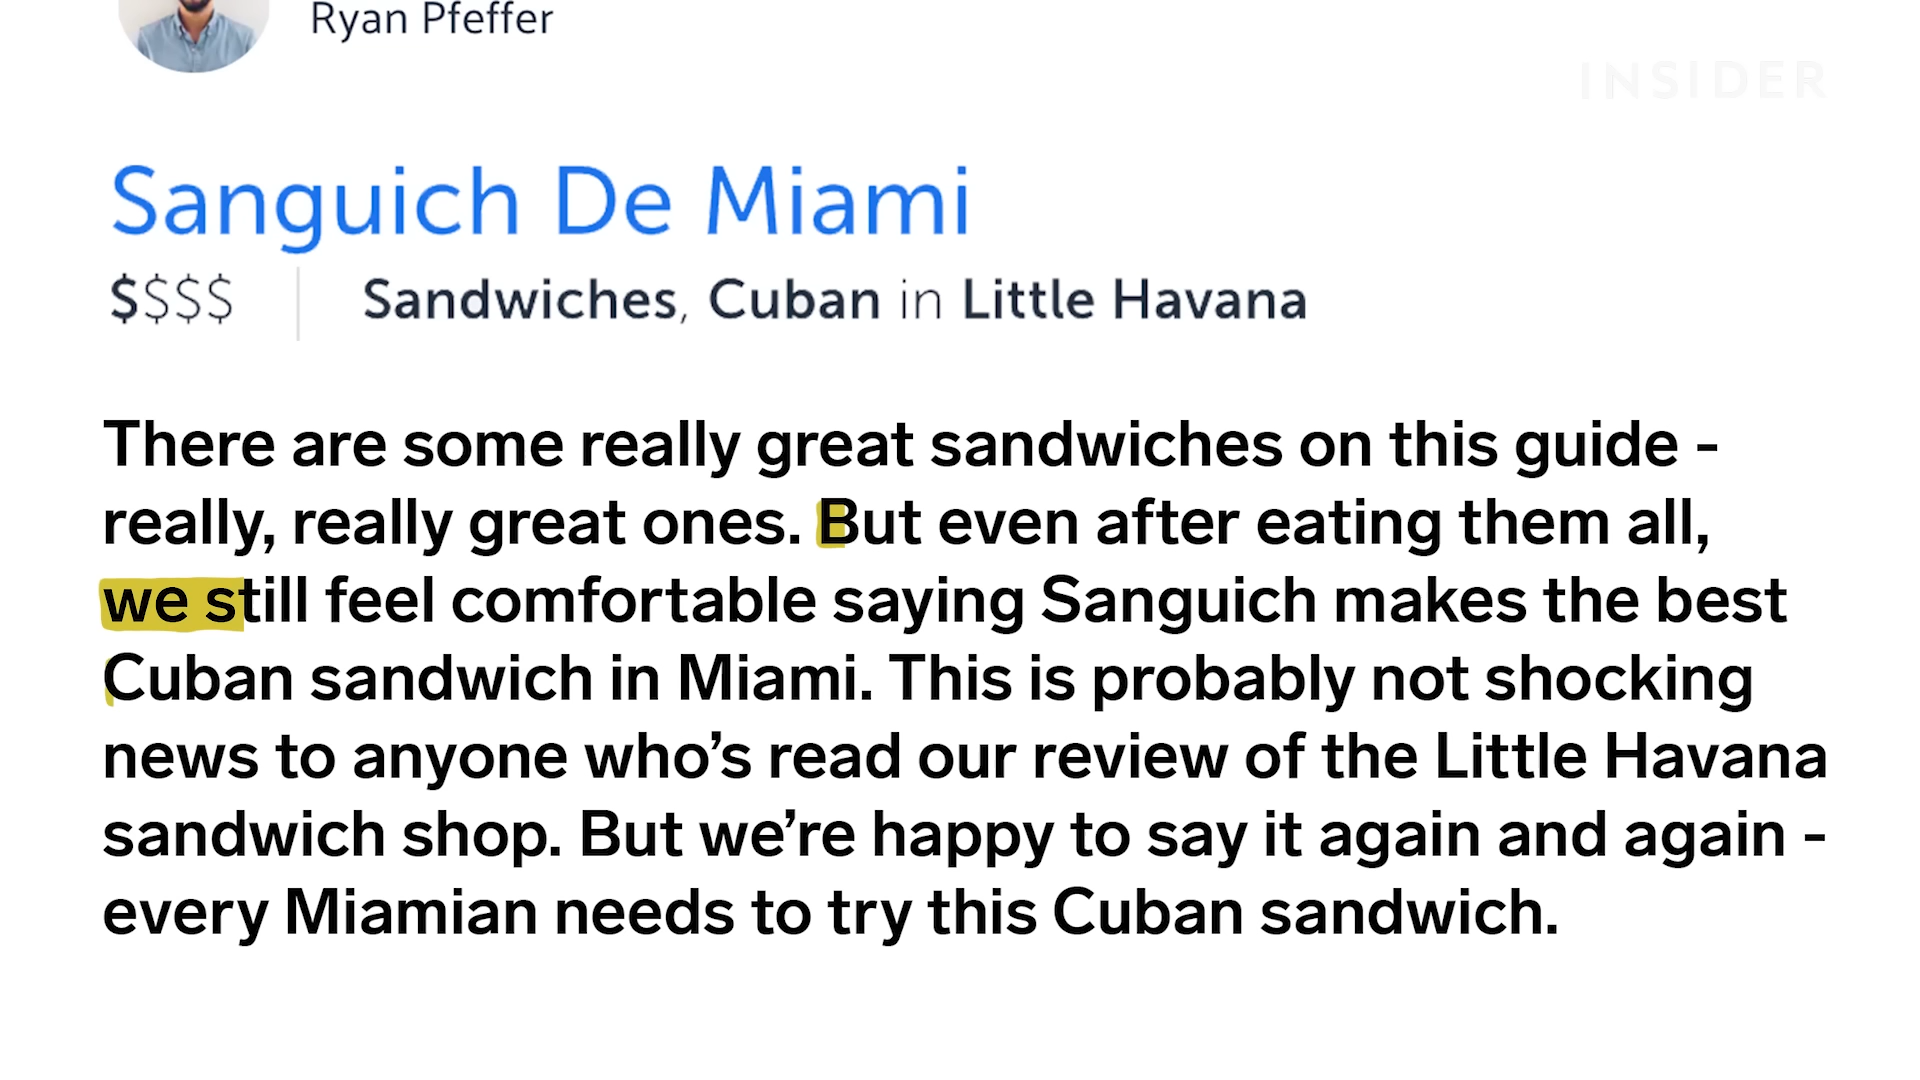 Ryan Pfeffer
INSIDER
Sanguich De Miami
$$$$ Sandwiches, Cuban in Little Havana
There are some really great sandwiches on this guide -
really, really great ones. But even after eating them all,
we still feel comfortable saying Sanguich makes the best
Cuban sandwich in Miami. This is probably not shocking
news to anyone who’s read our review of the Little Havana
sandwich shop. But we’re happy to say it again and again -
every Miamian needs to try this Cuban sandwich.